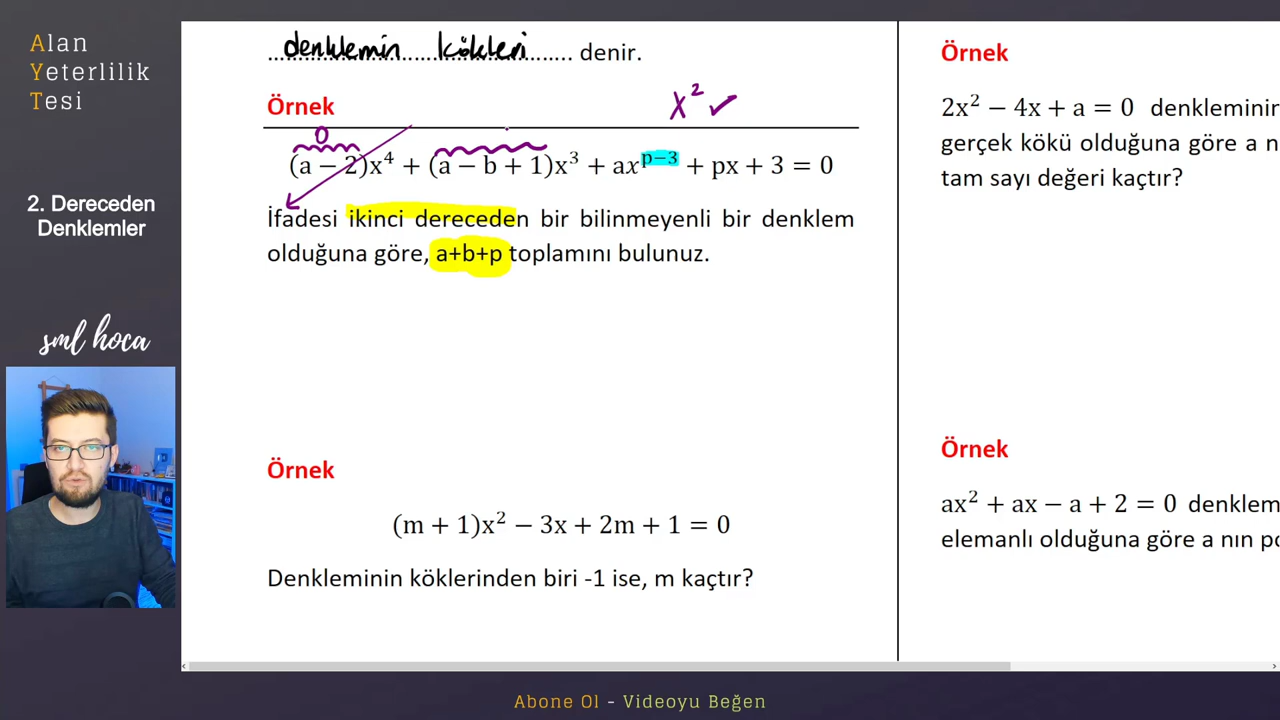 Alan
Yeterlilik
Tesi
2. Dereceden
Denklemler
sml hoca
denklemin kökleri denir.
Örnek
x² ✓
0
(a − 2)x⁴ + (a − b + 1)x³ + axᵖ⁻³ + px + 3 = 0
İfadesi ikinci dereceden bir bilinmeyenli bir denklem
olduğuna göre, a+b+p toplamını bulunuz.
Örnek
(m + 1)x² − 3x + 2m + 1 = 0
Denkleminin köklerinden biri -1 ise, m kaçtır?
Örnek
2x² − 4x + a = 0 denkleminin
gerçek kökü olduğuna göre a n
tam sayı değeri kaçtır?
Örnek
ax² + ax − a + 2 = 0 denklem
elemanlı olduğuna göre a nın po
Abone Ol - Videoyu Beğen